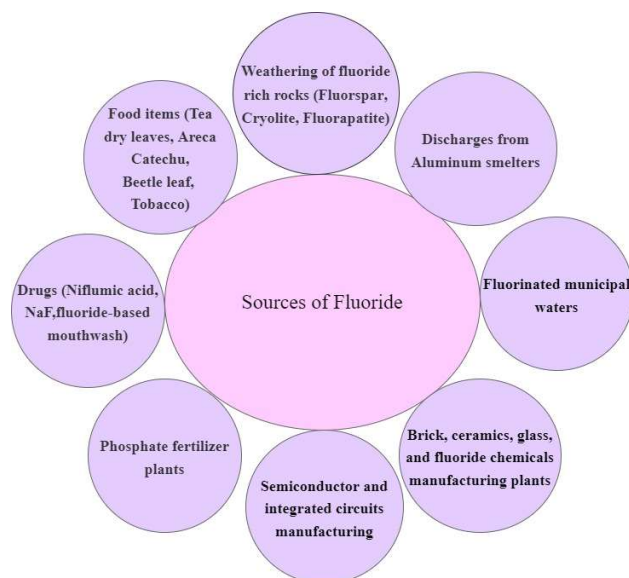 Weathering of fluoride
rich rocks (Fluorspar,
Cryolite, Fluorapatite)
Discharges from
Aluminum smelters
Fluorinated municipal
waters
Brick, ceramics, glass,
and fluoride chemicals
manufacturing plants
Semiconductor and
integrated circuits
manufacturing
Phosphate fertilizer
plants
Drugs (Niflumic acid,
NaF,fluoride-based
mouthwash)
Food items (Tea
dry leaves, Areca
Catechu,
Beetle leaf,
Tobacco)
Sources of Fluoride